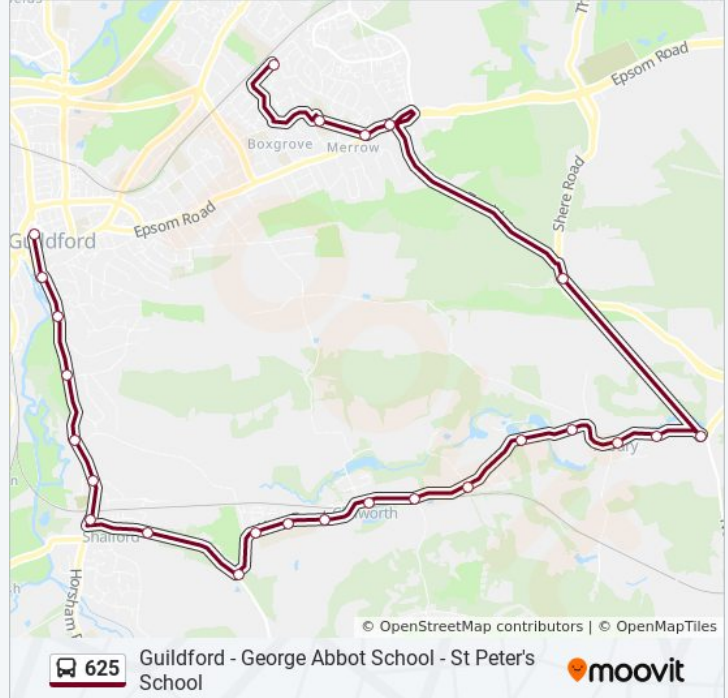 Epsom Road
Boxgrove
Merrow
Shere Road
Epsom Road
Guildford
Shalford
Horsham
© OpenStreetMap contributors | © OpenMapTiles
625
Guildford - George Abbot School - St Peter's
School
moovit